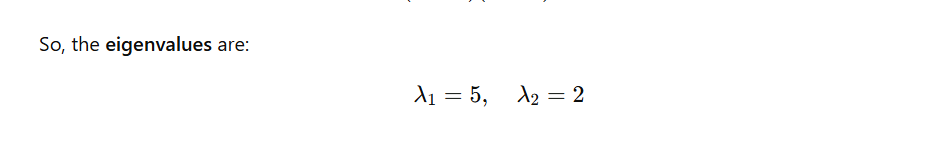 So, the eigenvalues are:
λ₁ = 5, λ₂ = 2